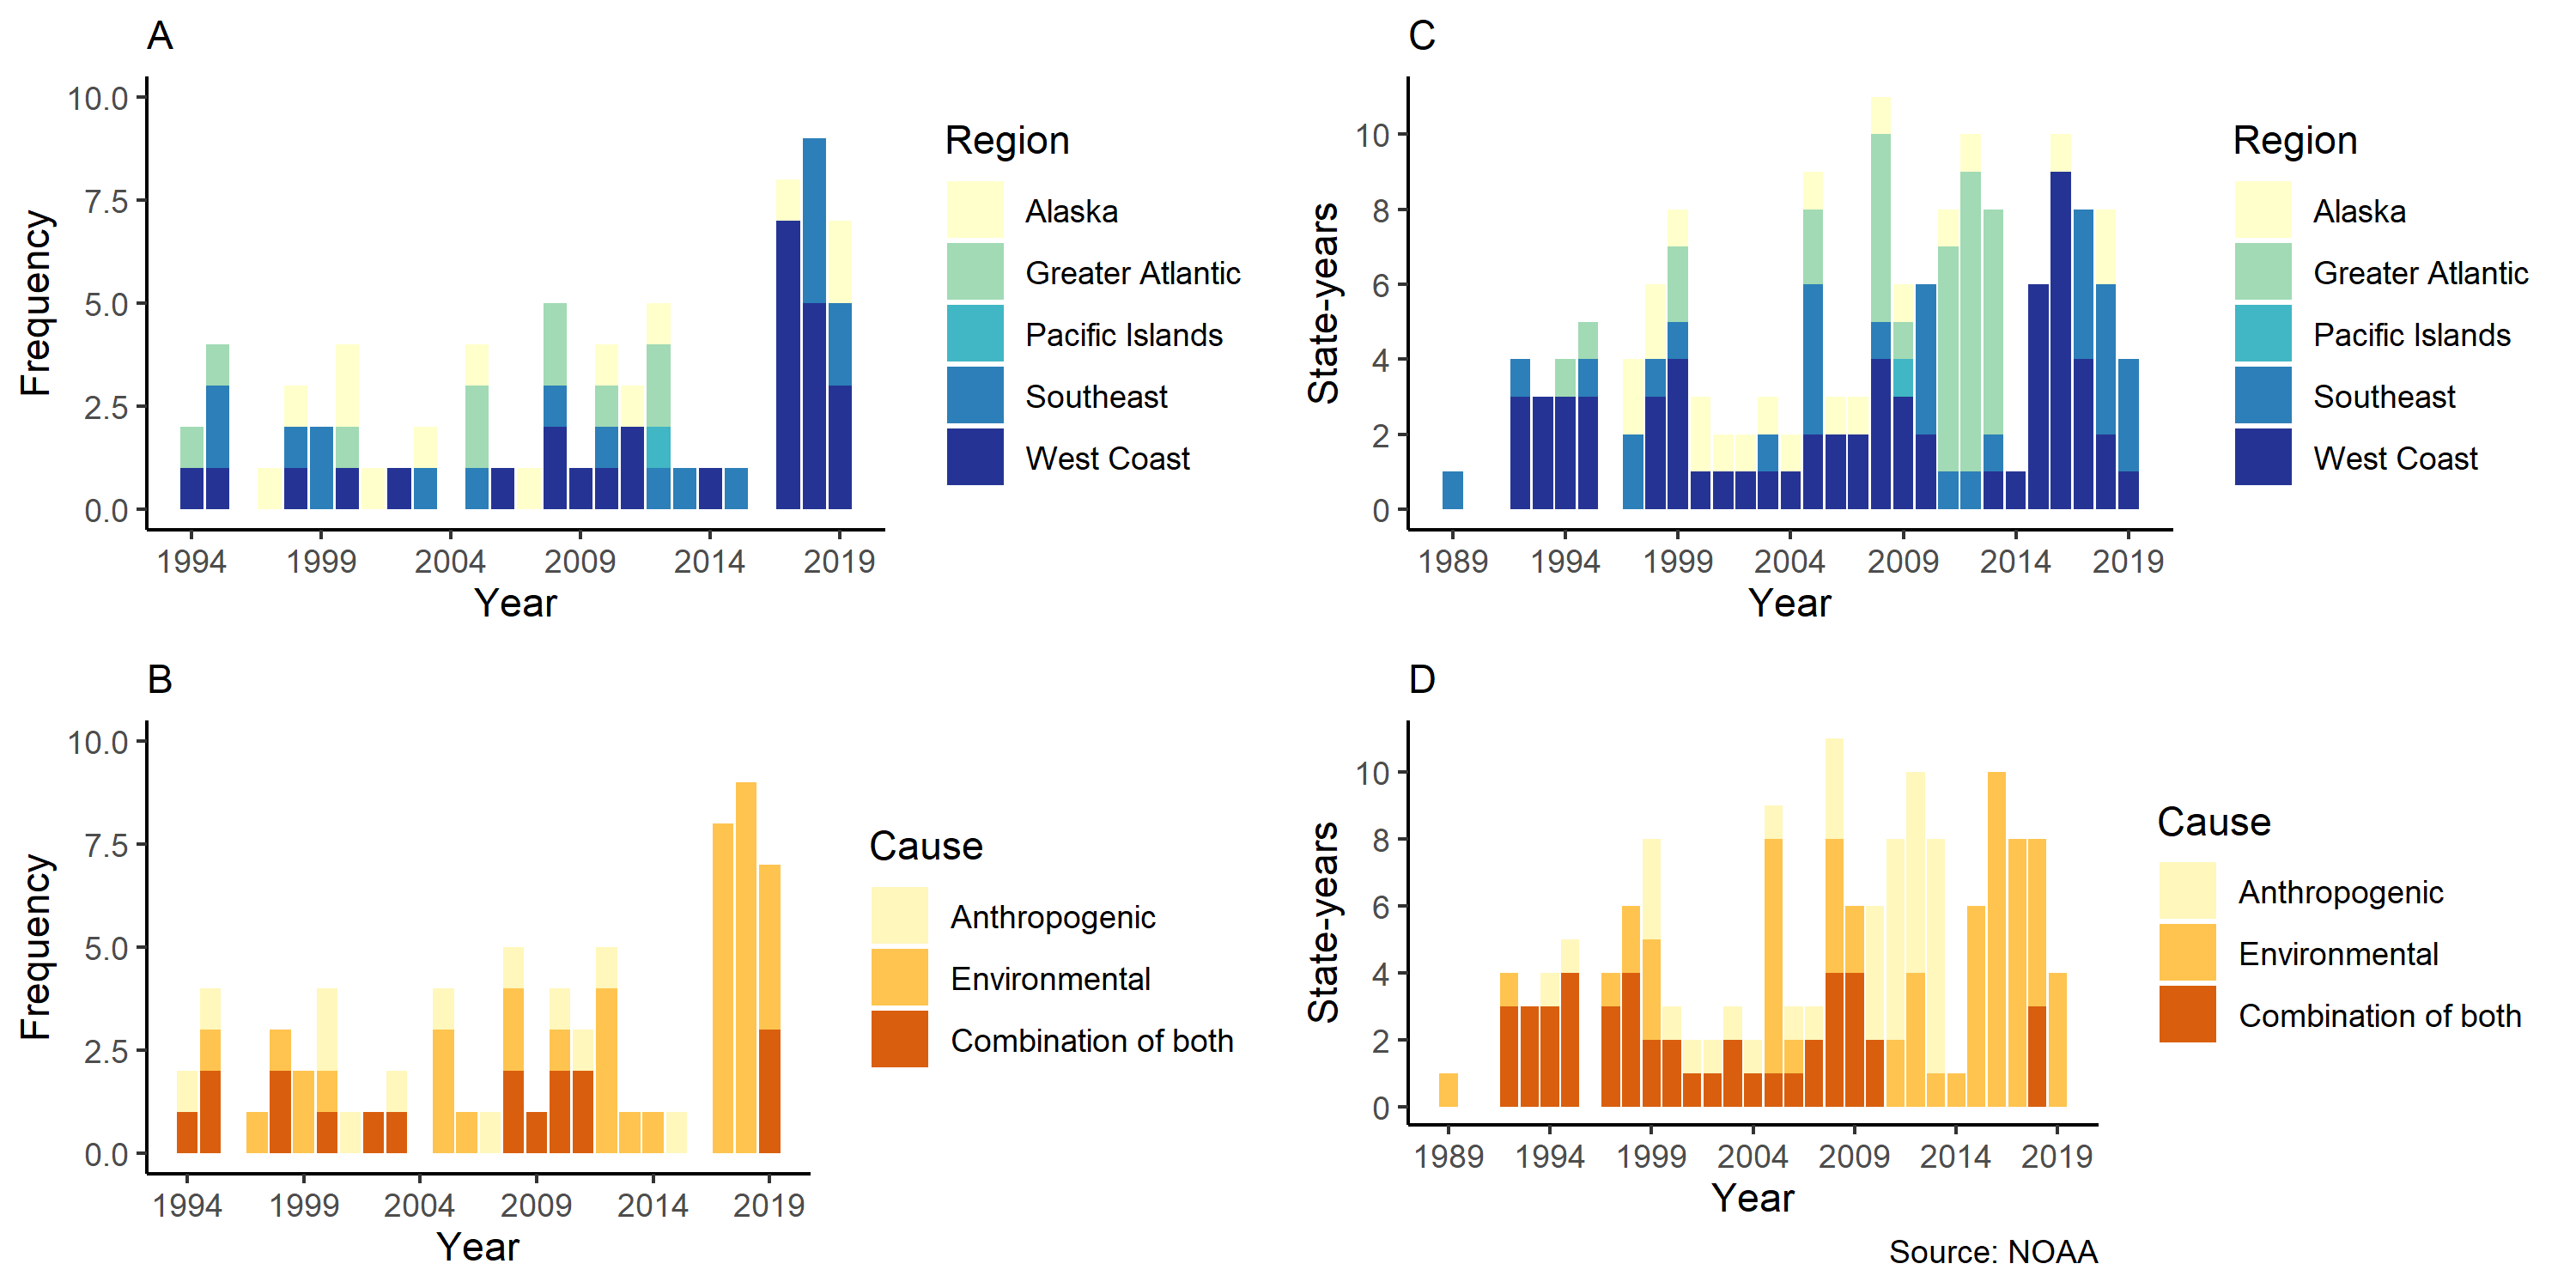 A
10.0
7.5
5.0
2.5
0.0
Frequency
1994 1999 2004 2009 2014 2019
Year
Region
Alaska
Greater Atlantic
Pacific Islands
Southeast
West Coast
C
10
8
6
4
2
0
State-years
1989 1994 1999 2004 2009 2014 2019
Year
Region
Alaska
Greater Atlantic
Pacific Islands
Southeast
West Coast
B
10.0
7.5
5.0
2.5
0.0
Frequency
1994 1999 2004 2009 2014 2019
Year
Cause
Anthropogenic
Environmental
Combination of both
D
10
8
6
4
2
0
State-years
1989 1994 1999 2004 2009 2014 2019
Year
Cause
Anthropogenic
Environmental
Combination of both
Source: NOAA